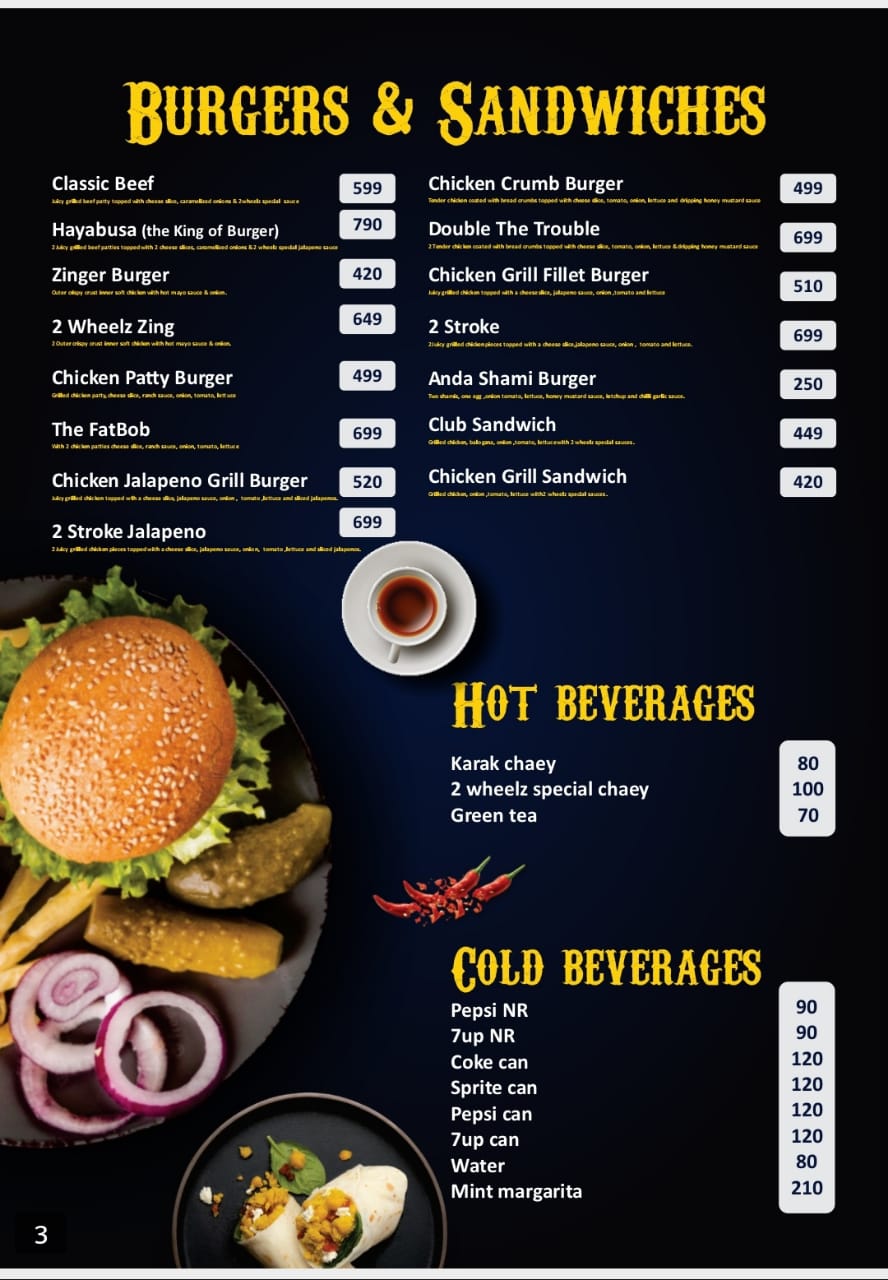 BURGERS & SANDWICHES
Classic Beef 599
Juicy grilled beef patty topped with cheese slice, caramelized onions & 2wheels special sauce
Hayabusa (the King of Burger) 790
2 Juicy grilled beef patties topped with 2 cheese slices, caramelized onions & 2 wheels special jalapeno sauce
Zinger Burger 420
Outer crispy crust inner soft chicken with hot mayo sauce & onion.
2 Wheelz Zing 649
2 Outer crispy crust inner soft chicken with hot mayo sauce & onion.
Chicken Patty Burger 499
Grilled chicken patty, cheese slice, ranch sauce, onion, tomato, lettuce
The FatBob 699
With 2 chicken patties cheese slice, ranch sauce, onion, tomato, lettuce
Chicken Jalapeno Grill Burger 520
Juicy grilled chicken topped with a cheese slice, jalapeno sauce, onion , tomato ,lettuce and sliced jalapenos.
2 Stroke Jalapeno 699
2 Juicy grilled chicken pieces topped with a cheese slice, jalapeno sauce, onion, tomato ,lettuce and sliced jalapenos.
Chicken Crumb Burger 499
Tender chicken coated with bread crumbs topped with cheese slice, tomato, onion, lettuce and dripping honey mustard sauce
Double The Trouble 699
2 Tender chicken coated with bread crumbs topped with cheese slice, tomato, onion, lettuce & dripping honey mustard sauce
Chicken Grill Fillet Burger 510
Juicy grilled chicken topped with a cheese slice, jalapeno sauce, onion ,tomato and lettuce
2 Stroke 699
2 Juicy grilled chicken pieces topped with a cheese slice,jalapeno sauce, onion , tomato and lettuce.
Anda Shami Burger 250
Two shamis, one egg ,onion tomato, lettuce, honey mustard sauce, ketchup and chilli garlic sauce.
Club Sandwich 449
Grilled chicken, balogana, onion ,tomato, lettuce with 2 wheelz special sauces.
Chicken Grill Sandwich 420
Grilled chicken, onion ,tomato, lettuce with2 wheelz special sauces.
HOT BEVERAGES
Karak chaey 80
2 wheelz special chaey 100
Green tea 70
COLD BEVERAGES
Pepsi NR 90
7up NR 90
Coke can 120
Sprite can 120
Pepsi can 120
7up can 120
Water 80
Mint margarita 210
3